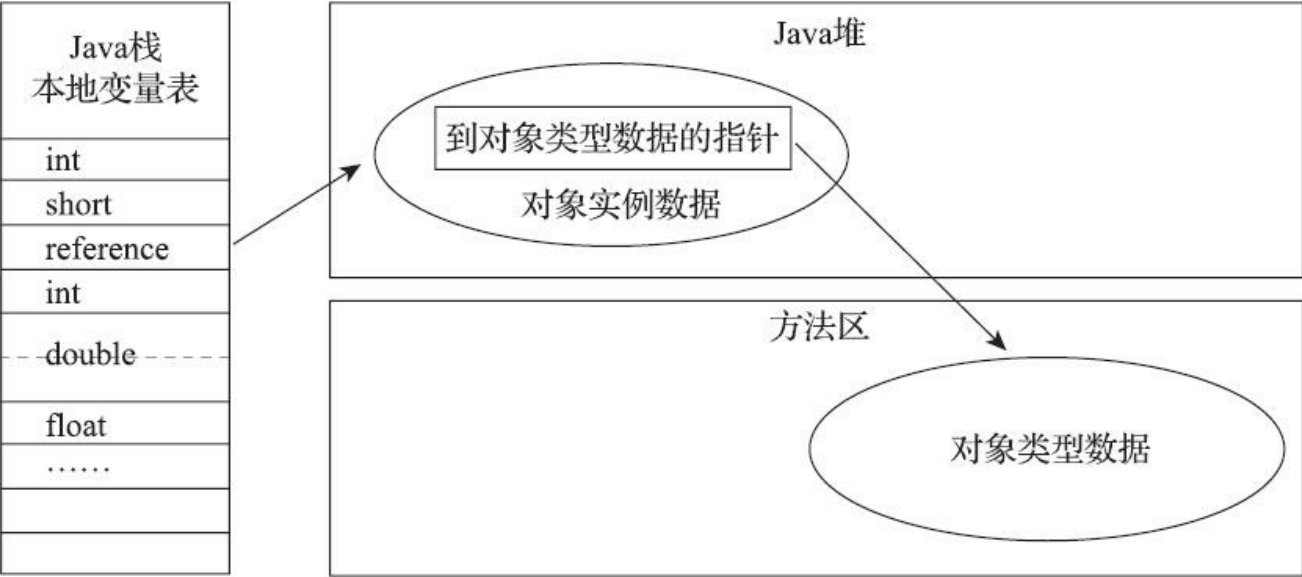 Java栈
本地变量表
int
short
reference
int
double
float
……
Java堆
到对象类型数据的指针
对象实例数据
方法区
对象类型数据